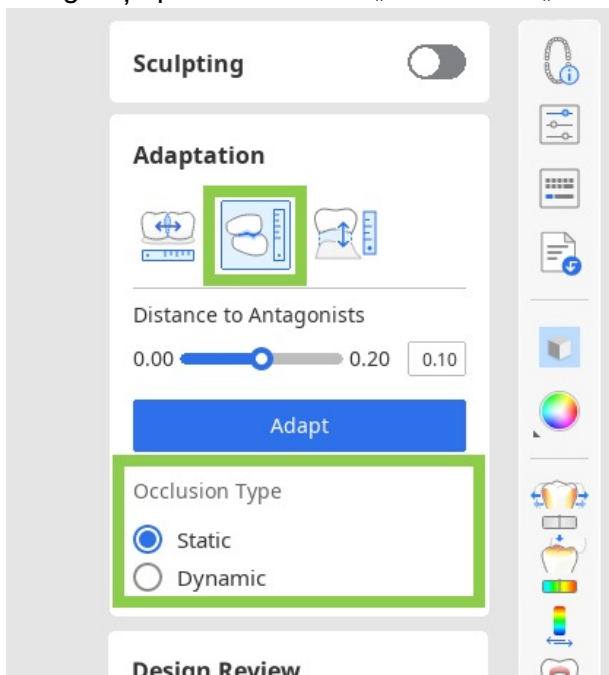 Sculpting
Adaptation
Distance to Antagonists
0.00 0.20 0.10
Adapt
Occlusion Type
Static
Dynamic
Design Review